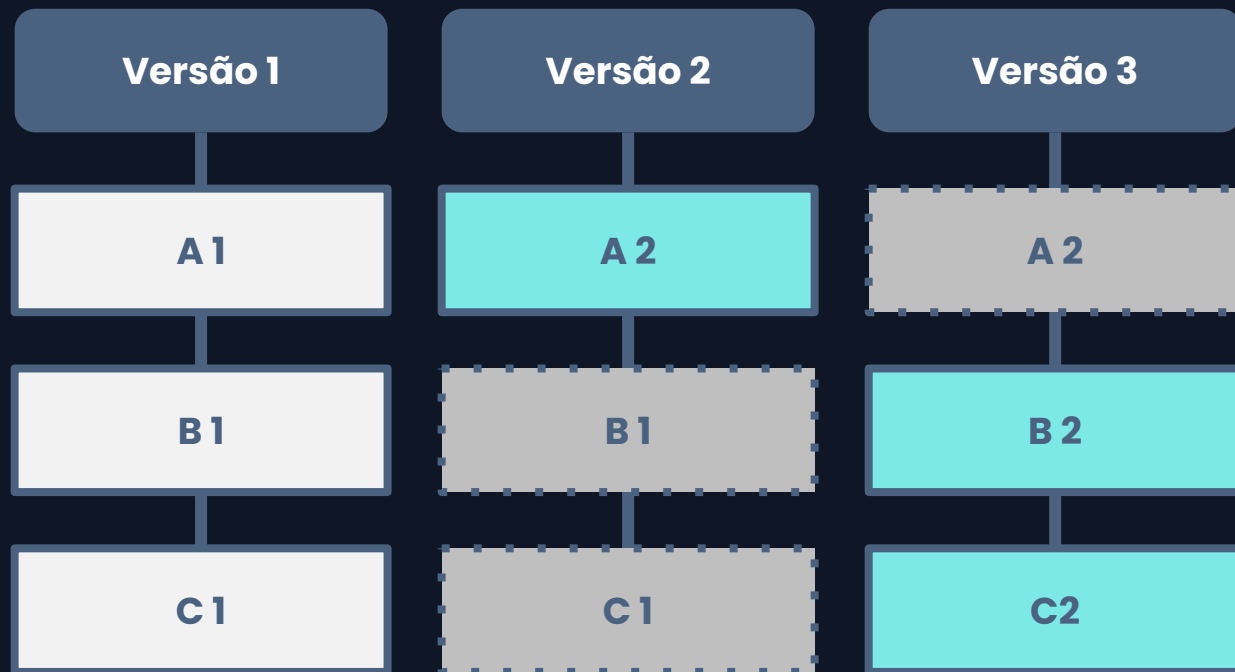 Versão 1
Versão 2
Versão 3
A 1
A 2
A 2
B 1
B 1
B 2
C 1
C 1
C2